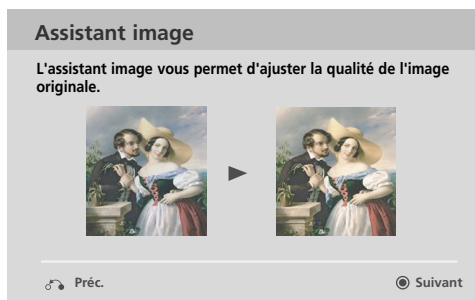 Assistant image
L'assistant image vous permet d'ajuster la qualité de l'image
originale.
Préc.
Suivant